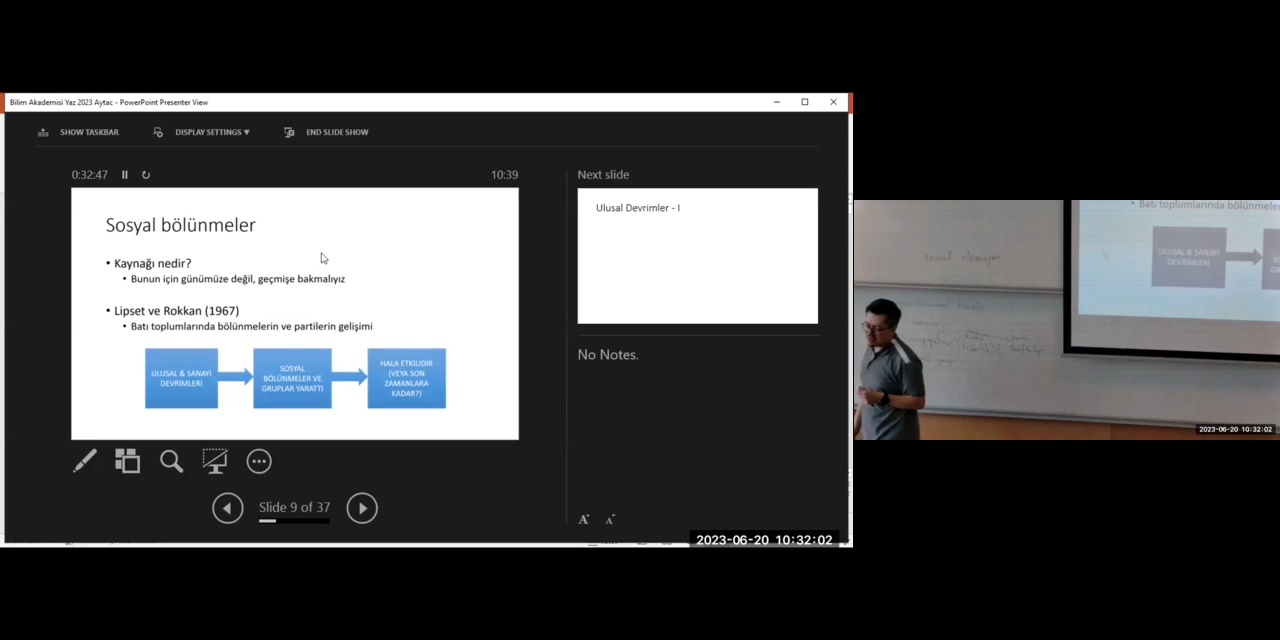 Bilim Akademisi Yaz 2023 Aytac - PowerPoint Presenter View
SHOW TASKBAR
DISPLAY SETTINGS ▼
END SLIDE SHOW
0:32:47
10:39
Sosyal bölünmeler
• Kaynağı nedir?
• Bunun için günümüze değil, geçmişe bakmalıyız
• Lipset ve Rokkan (1967)
• Batı toplumlarında bölünmelerin ve partilerin gelişimi
ULUSAL & SANAYİ
DEVRİMLERİ
SOSYAL
BÖLÜNMELER VE
GRUPLAR YARATTI
HALA ETKİLİDİR
(VEYA SON
ZAMANLARA
KADAR?)
Slide 9 of 37
Next slide
Ulusal Devrimler - I
No Notes.
A A
2023-06-20 10:32:02
• Batı toplumlarında bölünmele
ULUSAL & SANAYİ
DEVRİMLERİ
social cleavages
2023-06-20 10:32:02